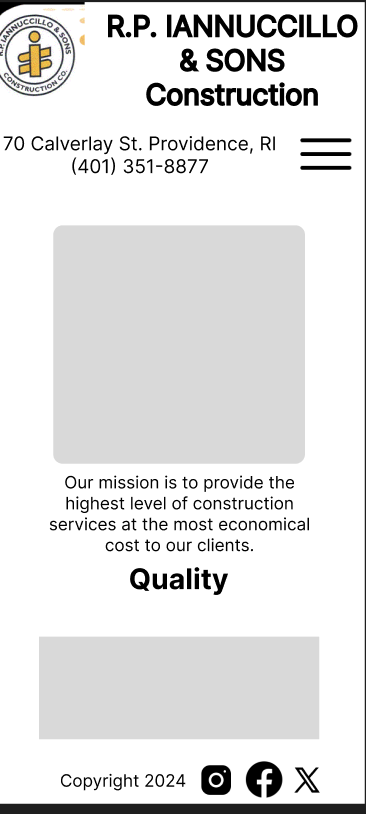 R.P. IANNUCCILLO & SONS
CONSTRUCTION CO.
R.P. IANNUCCILLO
& SONS
Construction
70 Calverlay St. Providence, RI
(401) 351-8877
Our mission is to provide the
highest level of construction
services at the most economical
cost to our clients.
Quality
Copyright 2024